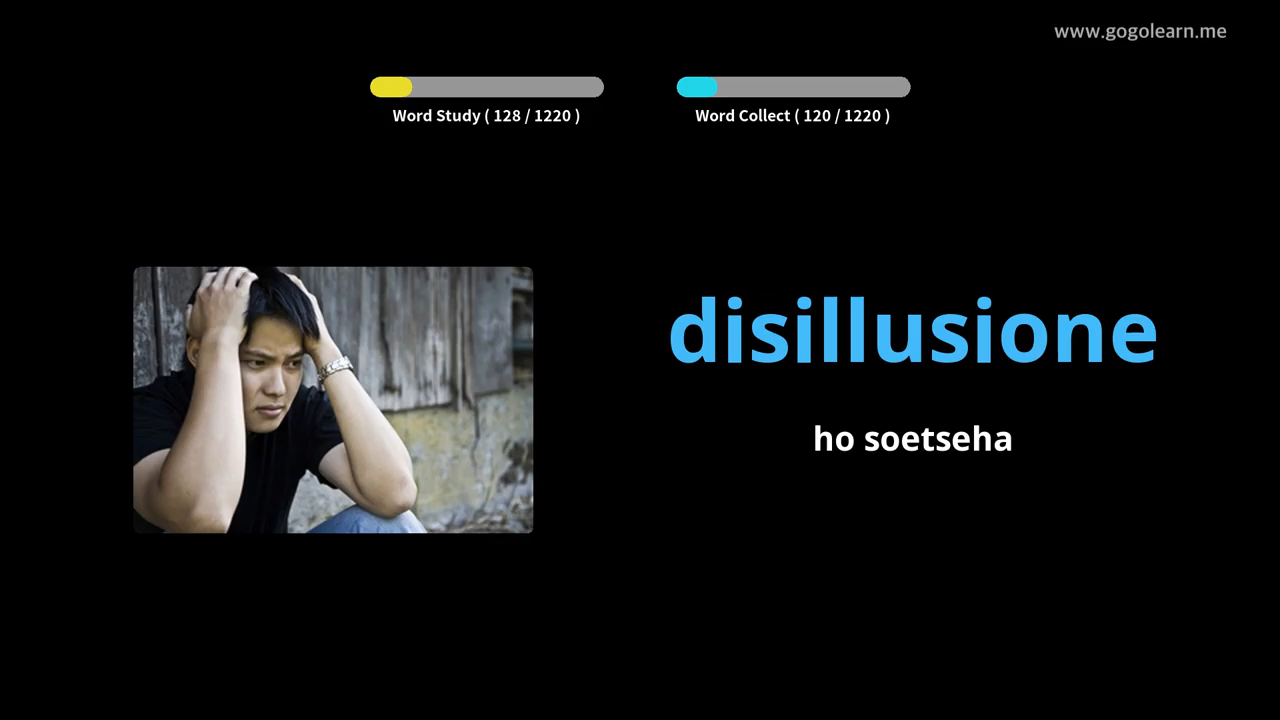 www.gogolearn.me
Word Study ( 128 / 1220 )
Word Collect ( 120 / 1220 )
disillusione
ho soetseha